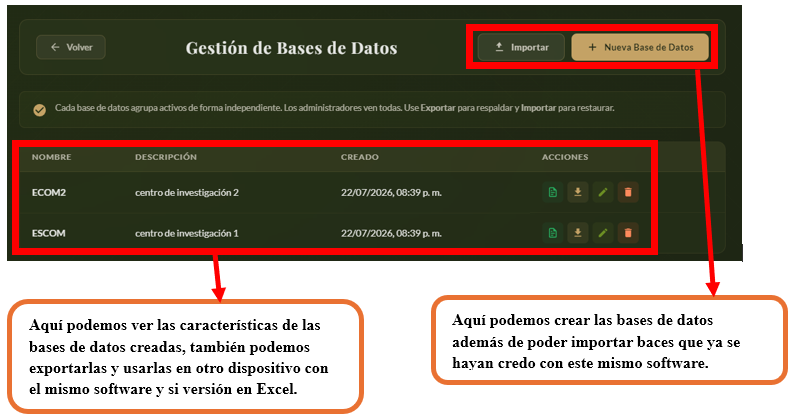 Volver
Gestión de Bases de Datos
Importar
Nueva Base de Datos
Cada base de datos agrupa activos de forma independiente. Los administradores ven todas. Use Exportar para respaldar y Importar para restaurar.
NOMBRE DESCRIPCIÓN CREADO ACCIONES
ECOM2 centro de investigación 2 22/07/2026, 08:39 p. m.
ESCOM centro de investigación 1 22/07/2026, 08:39 p. m.
Aquí podemos ver las características de las
bases de datos creadas, también podemos
exportarlas y usarlas en otro dispositivo con
el mismo software y si versión en Excel.
Aquí podemos crear las bases de datos
además de poder importar baces que ya se
hayan credo con este mismo software.